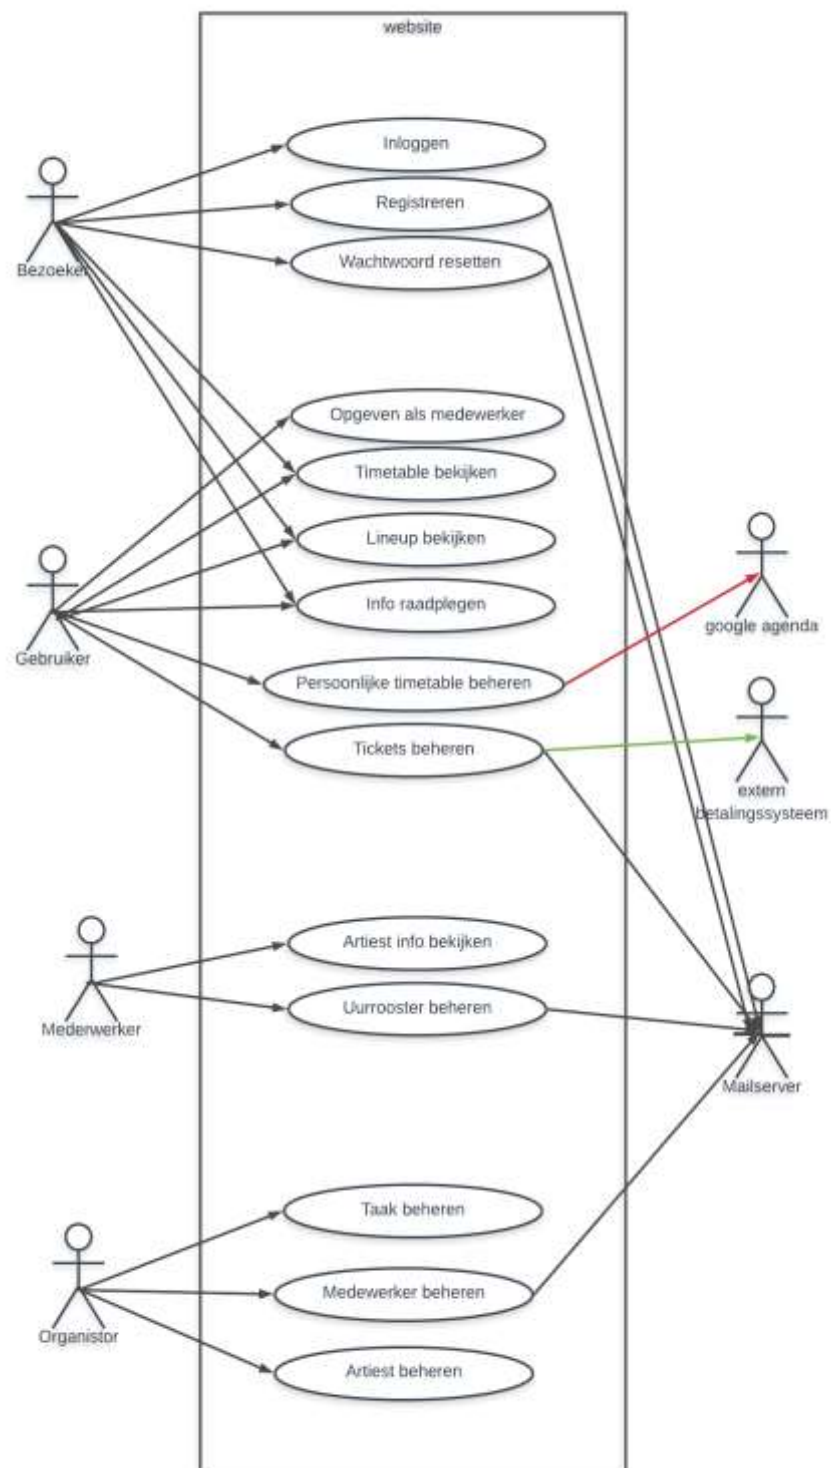 website
Inloggen
Registreren
Wachtwoord resetten
Bezoeker
Opgeven als medewerker
Timetable bekijken
Lineup bekijken
Info raadplegen
Gebruiker
Persoonlijke timetable beheren
Tickets beheren
google agenda
extern
betalingssysteem
Artiest info bekijken
Uurrooster beheren
Mederwerker
Mailserver
Taak beheren
Medewerker beheren
Organistor
Artiest beheren